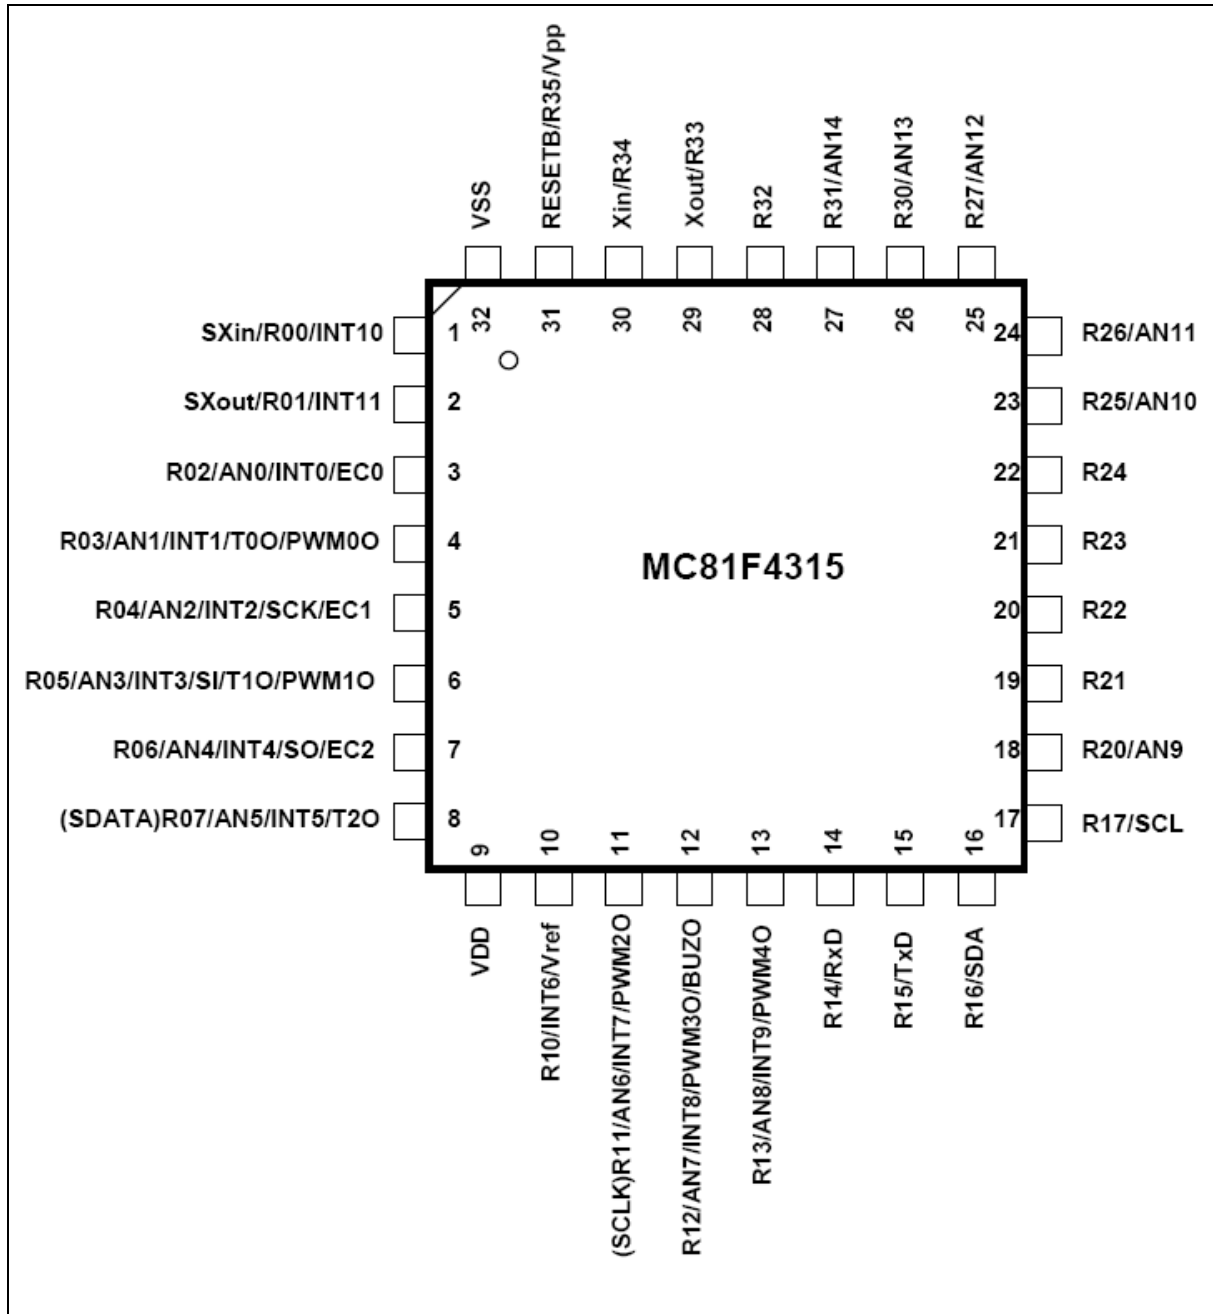 VSS
RESETB/R35/Vpp
Xin/R34
Xout/R33
R32
R31/AN14
R30/AN13
R27/AN12
32
31
30
29
28
27
26
25
SXin/R00/INT10
1
24
R26/AN11
SXout/R01/INT11
2
23
R25/AN10
R02/AN0/INT0/EC0
3
22
R24
R03/AN1/INT1/T0O/PWM0O
4
21
R23
MC81F4315
R04/AN2/INT2/SCK/EC1
5
20
R22
R05/AN3/INT3/SI/T1O/PWM1O
6
19
R21
R06/AN4/INT4/SO/EC2
7
18
R20/AN9
(SDATA)R07/AN5/INT5/T2O
8
17
R17/SCL
9
10
11
12
13
14
15
16
VDD
R10/INT6/Vref
(SCLK)R11/AN6/INT7/PWM2O
R12/AN7/INT8/PWM3O/BUZO
R13/AN8/INT9/PWM4O
R14/RxD
R15/TxD
R16/SDA